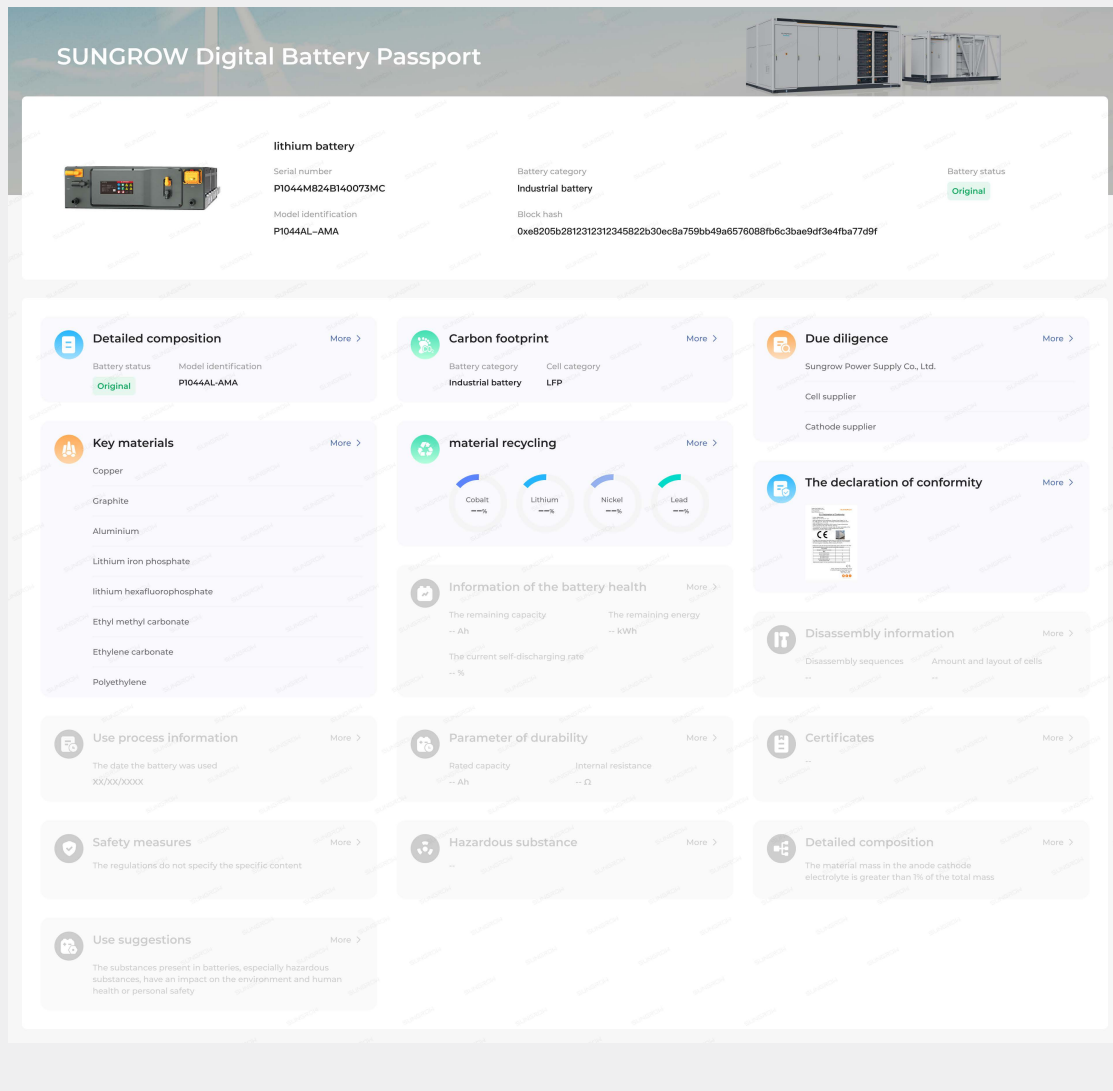 SUNGROW Digital Battery Passport
lithium battery
Serial number
P1044M824B140073MC
Model identification
P1044AL-AMA
Battery category
Industrial battery
Block hash
0xe8205b2812312312345822b30ec8a759bb49a6576088fb6c3bae9df3e4fba77d9f
Battery status
Original
Detailed composition
More >
Battery status
Original
Model identification
P1044AL-AMA
Carbon footprint
More >
Battery category
Industrial battery
Cell category
LFP
Due diligence
More >
Sungrow Power Supply Co., Ltd.
Cell supplier
Cathode supplier
Key materials
More >
Copper
Graphite
Aluminium
Lithium iron phosphate
lithium hexafluorophosphate
Ethyl methyl carbonate
Ethylene carbonate
Polyethylene
material recycling
More >
Cobalt
--%
Lithium
--%
Nickel
--%
Lead
--%
The declaration of conformity
More >
CE
Information of the battery health
More >
The remaining capacity
-- Ah
The remaining energy
-- kWh
The current self-discharging rate
-- %
Disassembly information
More >
Disassembly sequences
--
Amount and layout of cells
--
Use process information
More >
The date the battery was used
XX/XX/XXXX
Parameter of durability
More >
Rated capacity
-- Ah
Internal resistance
-- Ω
Certificates
More >
--
Safety measures
More >
The regulations do not specify the specific content
Hazardous substance
More >
--
Detailed composition
More >
The material mass in the anode cathode
electrolyte is greater than 1% of the total mass
Use suggestions
More >
The substances present in batteries, especially hazardous
substances, have an impact on the environment and human
health or personal safety